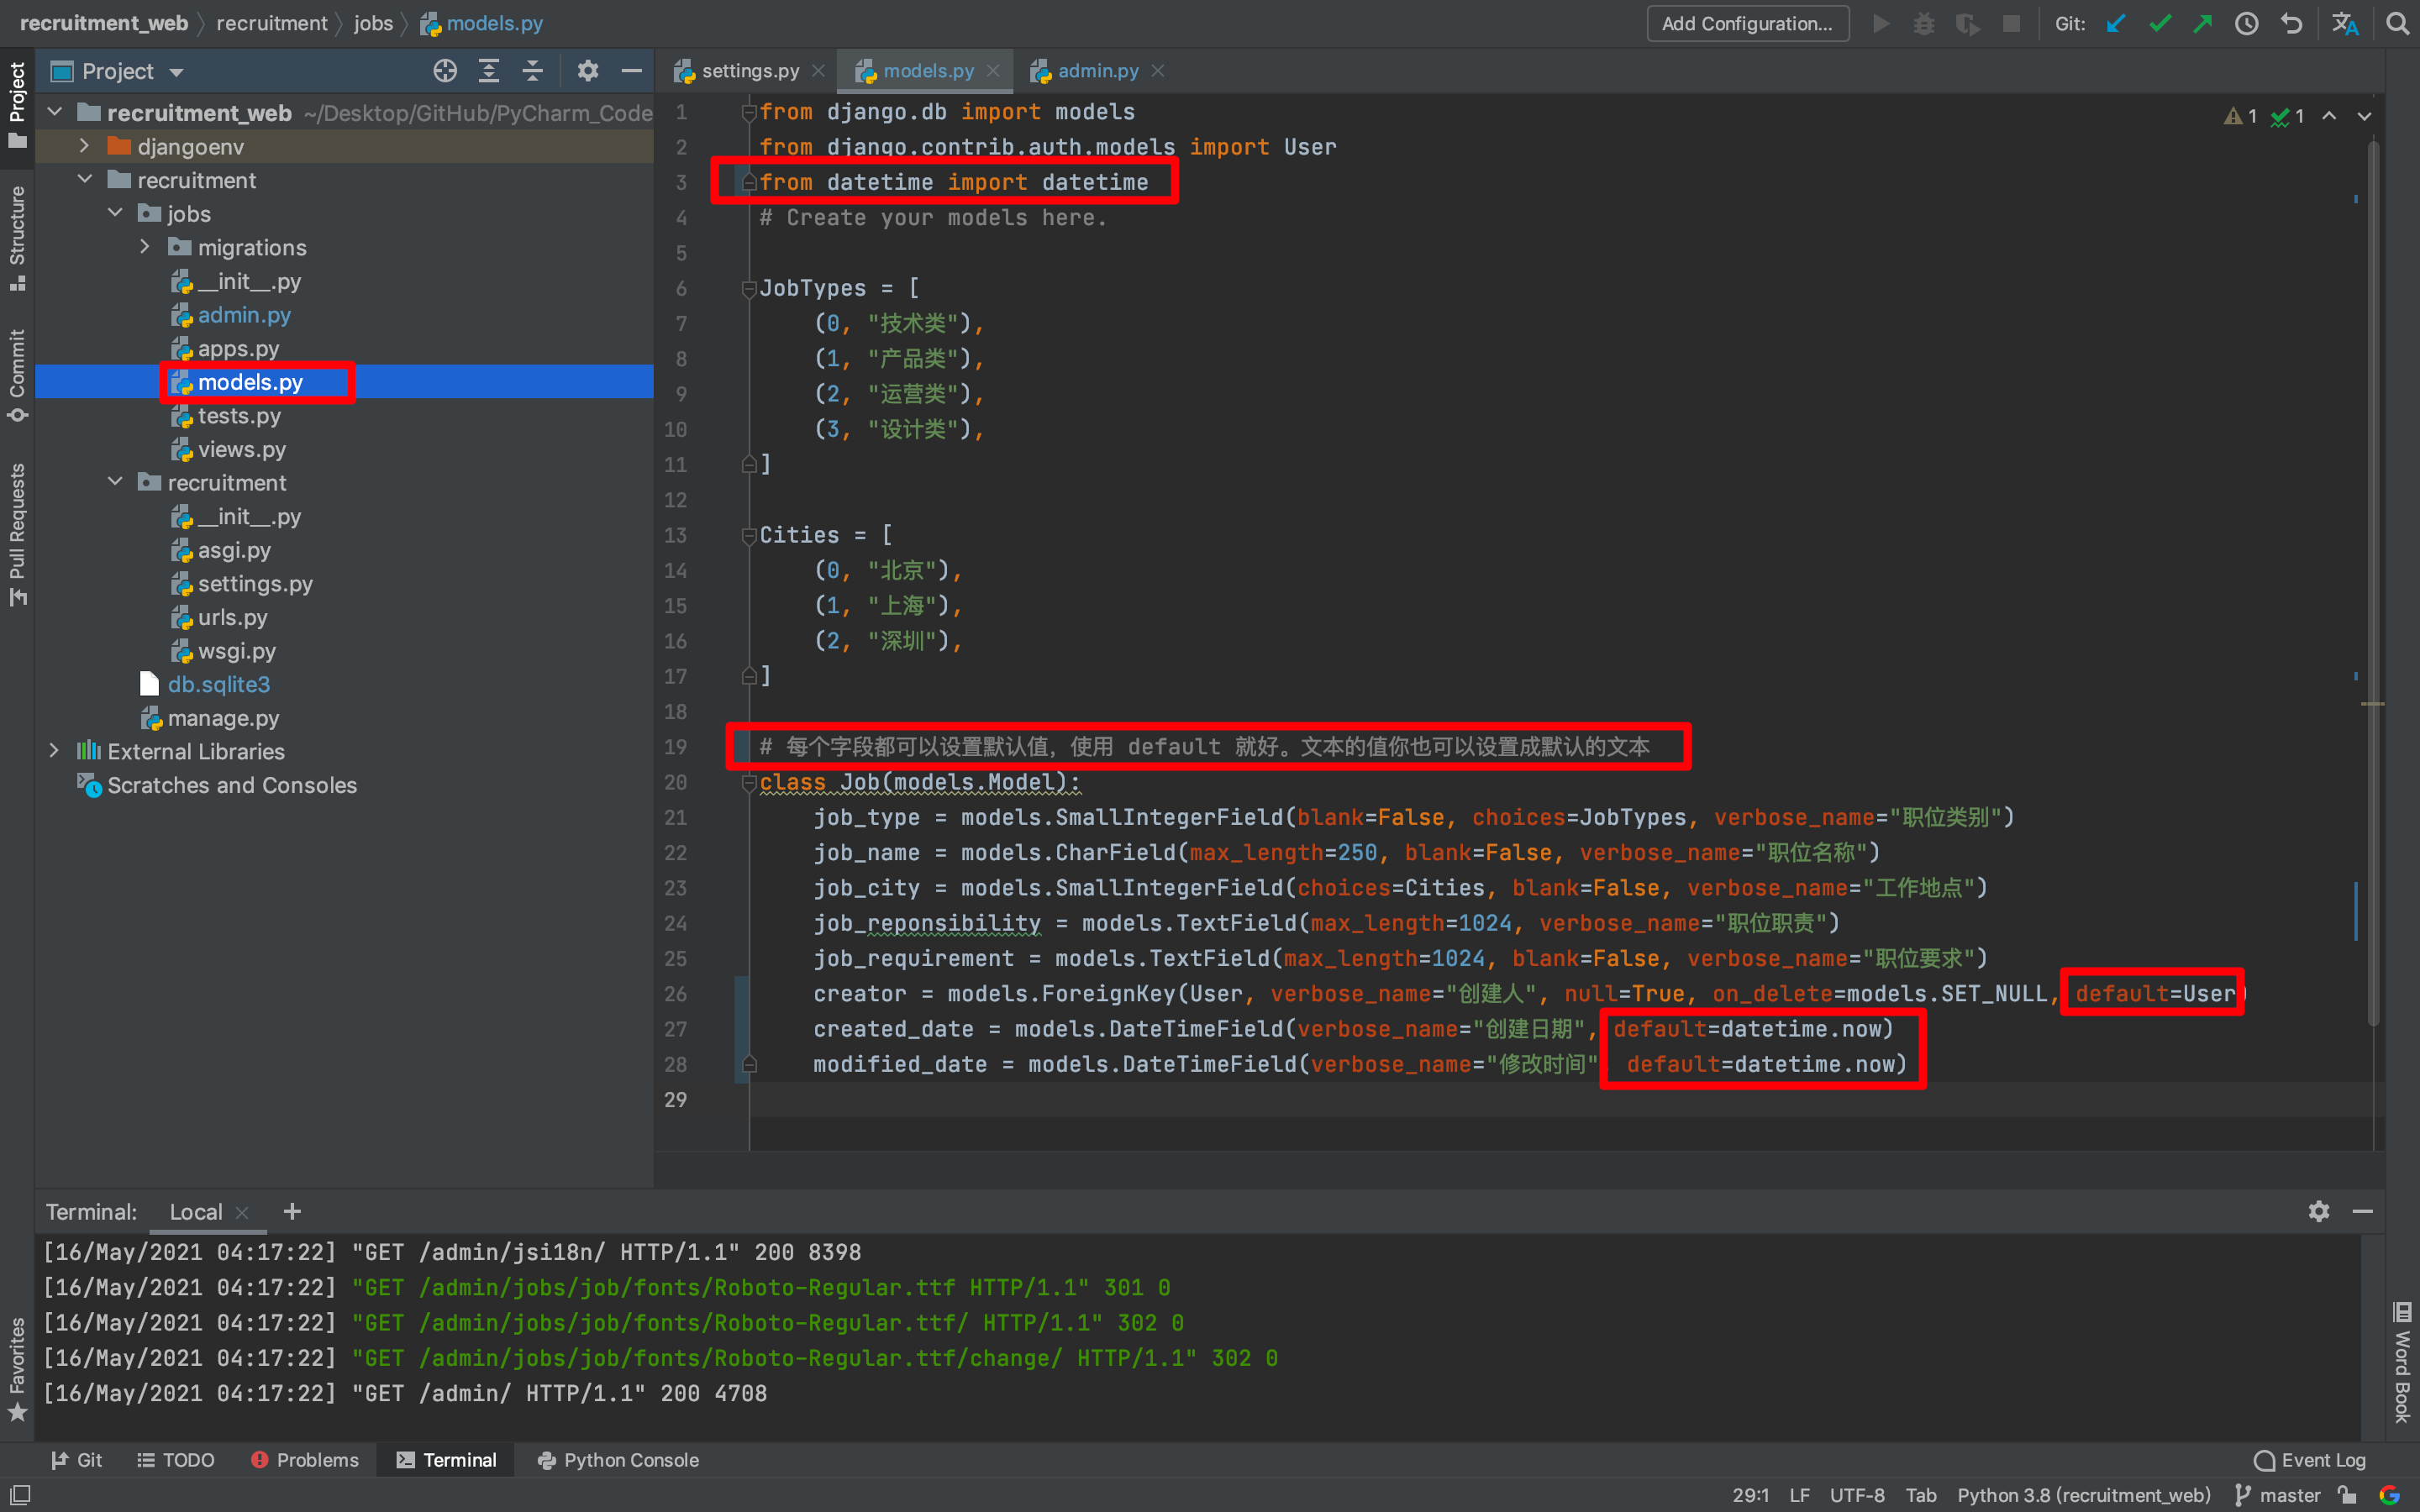 recruitment_web 〉 recruitment 〉 jobs 〉 models.py
Add Configuration...
Git:
Project
settings.py
models.py
admin.py
recruitment_web ~/Desktop/GitHub/PyCharm_Code
djangoenv
recruitment
jobs
migrations
__init__.py
admin.py
apps.py
models.py
tests.py
views.py
recruitment
__init__.py
asgi.py
settings.py
urls.py
wsgi.py
db.sqlite3
manage.py
External Libraries
Scratches and Consoles
Project
Structure
Commit
Pull Requests
Favorites
1 from django.db import models
2 from django.contrib.auth.models import User
3 from datetime import datetime
4 # Create your models here.
5
6 JobTypes = [
7 (0, "技术类"),
8 (1, "产品类"),
9 (2, "运营类"),
10 (3, "设计类"),
11 ]
12
13 Cities = [
14 (0, "北京"),
15 (1, "上海"),
16 (2, "深圳"),
17 ]
18
19 # 每个字段都可以设置默认值，使用 default 就好。文本的值你也可以设置成默认的文本
20 class Job(models.Model):
21 job_type = models.SmallIntegerField(blank=False, choices=JobTypes, verbose_name="职位类别")
22 job_name = models.CharField(max_length=250, blank=False, verbose_name="职位名称")
23 job_city = models.SmallIntegerField(choices=Cities, blank=False, verbose_name="工作地点")
24 job_reponsibility = models.TextField(max_length=1024, verbose_name="职位职责")
25 job_requirement = models.TextField(max_length=1024, blank=False, verbose_name="职位要求")
26 creator = models.ForeignKey(User, verbose_name="创建人", null=True, on_delete=models.SET_NULL, default=User)
27 created_date = models.DateTimeField(verbose_name="创建日期", default=datetime.now)
28 modified_date = models.DateTimeField(verbose_name="修改时间" default=datetime.now)
29
1 1
Terminal: Local +
[16/May/2021 04:17:22] "GET /admin/jsi18n/ HTTP/1.1" 200 8398
[16/May/2021 04:17:22] "GET /admin/jobs/job/fonts/Roboto-Regular.ttf HTTP/1.1" 301 0
[16/May/2021 04:17:22] "GET /admin/jobs/job/fonts/Roboto-Regular.ttf/ HTTP/1.1" 302 0
[16/May/2021 04:17:22] "GET /admin/jobs/job/fonts/Roboto-Regular.ttf/change/ HTTP/1.1" 302 0
[16/May/2021 04:17:22] "GET /admin/ HTTP/1.1" 200 4708
Word Book
Git TODO Problems Terminal Python Console Event Log
29:1 LF UTF-8 Tab Python 3.8 (recruitment_web) master